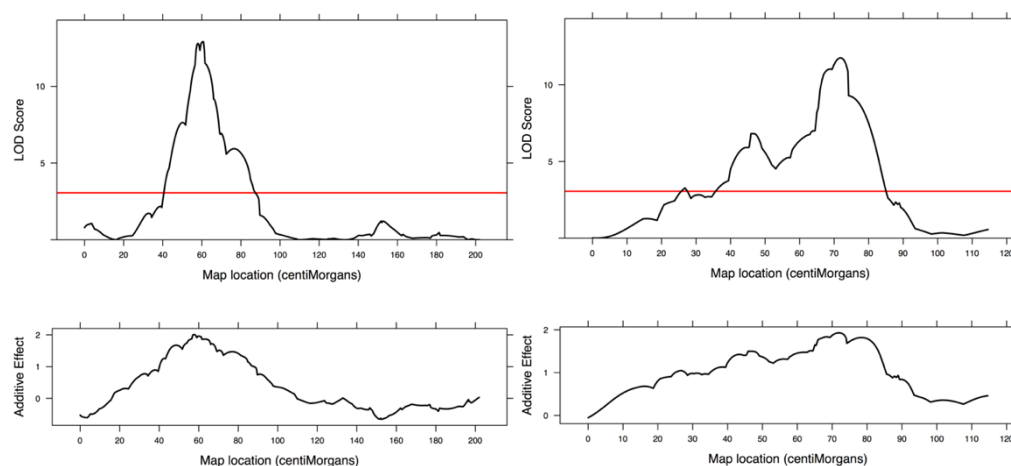 10
5
LOD Score
0 20 40 60 80 100 120 140 160 180 200
Map location (centiMorgans)
10
5
0
LOD Score
0 10 20 30 40 50 60 70 80 90 100 110 120
Map location (centiMorgans)
2
1
0
Additive Effect
0 20 40 60 80 100 120 140 160 180 200
Map location (centiMorgans)
2
1
0
Additive Effect
0 10 20 30 40 50 60 70 80 90 100 110 120
Map location (centiMorgans)